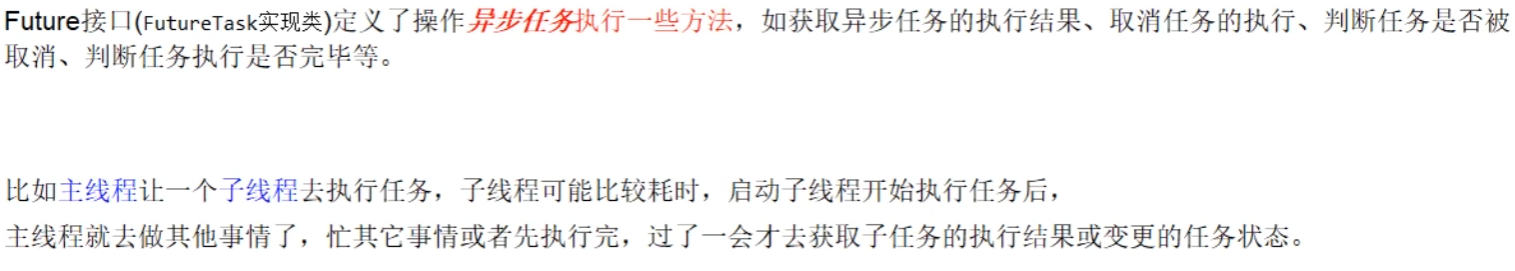 Future接口(FutureTask实现类)定义了操作异步任务执行一些方法，如获取异步任务的执行结果、取消任务的执行、判断任务是否被
取消、判断任务执行是否完毕等。
比如主线程让一个子线程去执行任务，子线程可能比较耗时，启动子线程开始执行任务后，
主线程就去做其他事情了，忙其它事情或者先执行完，过了一会才去获取子任务的执行结果或变更的任务状态。